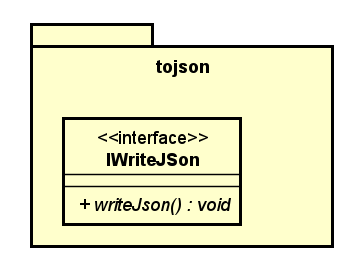 tojson
<<interface>>
IWriteJSon
+ writeJson() : void